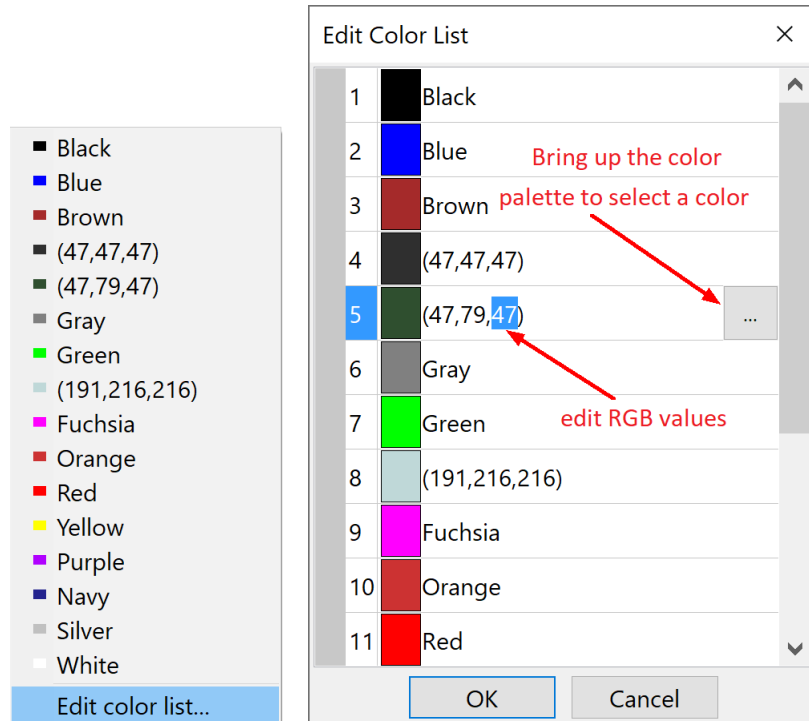 Black
Blue
Brown
(47,47,47)
(47,79,47)
Gray
Green
(191,216,216)
Fuchsia
Orange
Red
Yellow
Purple
Navy
Silver
White
Edit color list...
Edit Color List
1 Black
2 Blue
Bring up the color
palette to select a color
3 Brown
4 (47,47,47)
5 (47,79,47) ...
6 Gray
7 Green
edit RGB values
8 (191,216,216)
9 Fuchsia
10 Orange
11 Red
OK Cancel